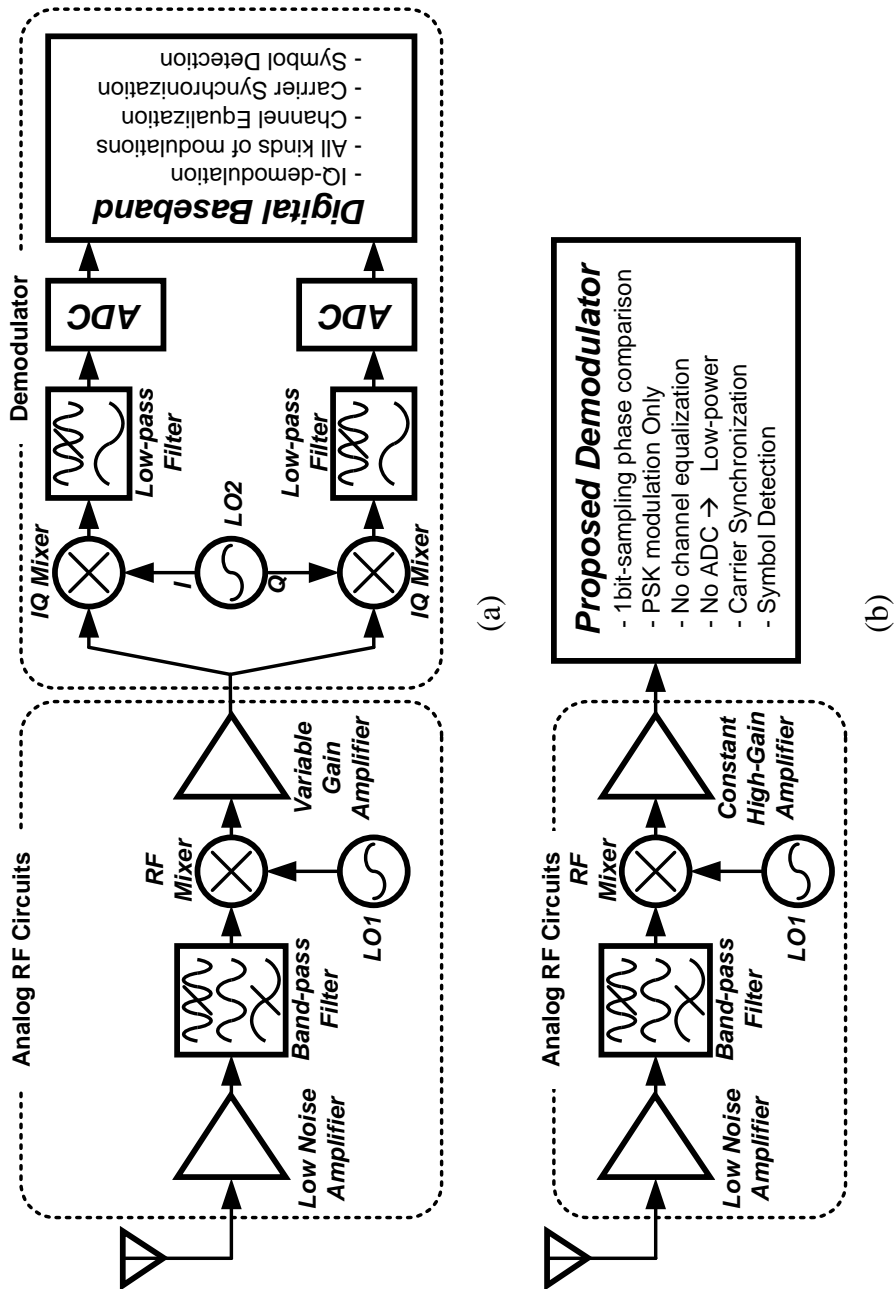 Analog RF Circuits
Low Noise
Amplifier
Band-pass
Filter
RF
Mixer
LO1
Variable
Gain
Amplifier
Demodulator
IQ Mixer
I
LO2
Q
IQ Mixer
Low-pass
Filter
Low-pass
Filter
ADC
ADC
Digital Baseband
- IQ-demodulation
- All kinds of modulations
- Channel Equalization
- Carrier Synchronization
- Symbol Detection
(a)
Analog RF Circuits
Low Noise
Amplifier
Band-pass
Filter
RF
Mixer
LO1
Constant
High-Gain
Amplifier
Proposed Demodulator
- 1bit-sampling phase comparison
- PSK modulation Only
- No channel equalization
- No ADC → Low-power
- Carrier Synchronization
- Symbol Detection
(b)